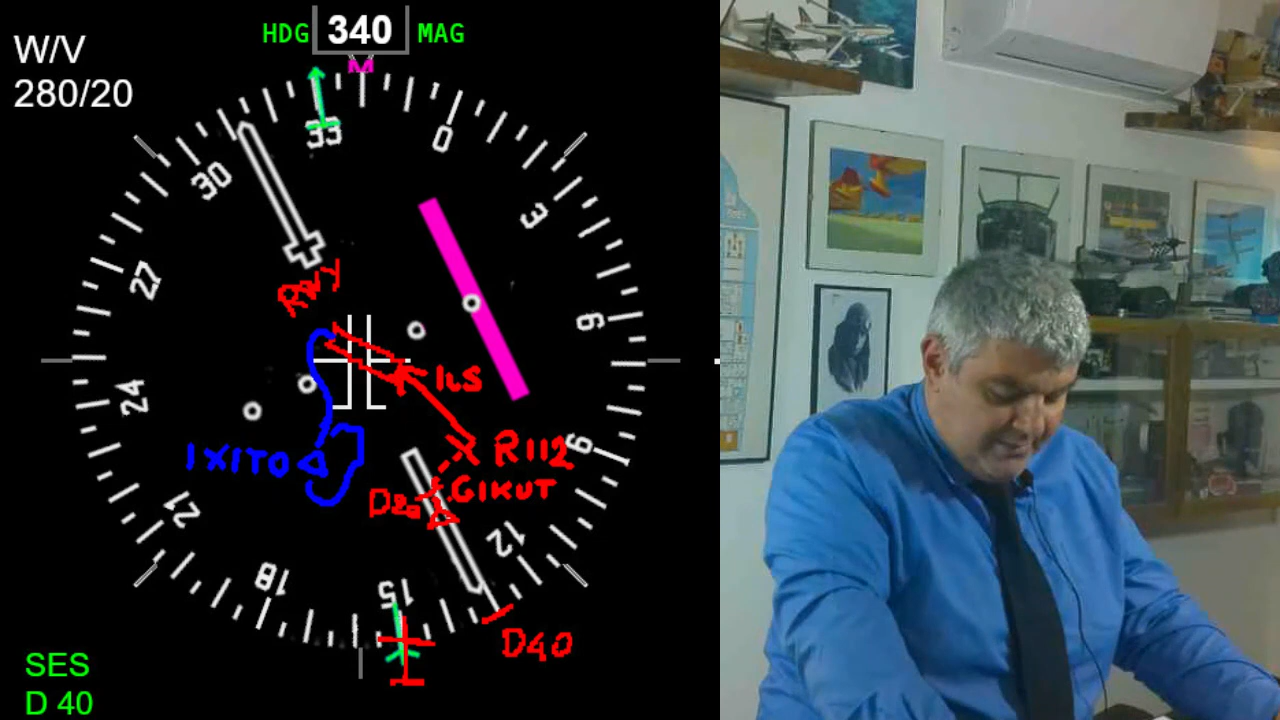 HDG 340 MAG
W/V
280/20
33
0
30
3
27
6
24
9
21
12
18
15
RWY
ILS
IXITO
R112
GIKUT
D20
D40
SES
D 40